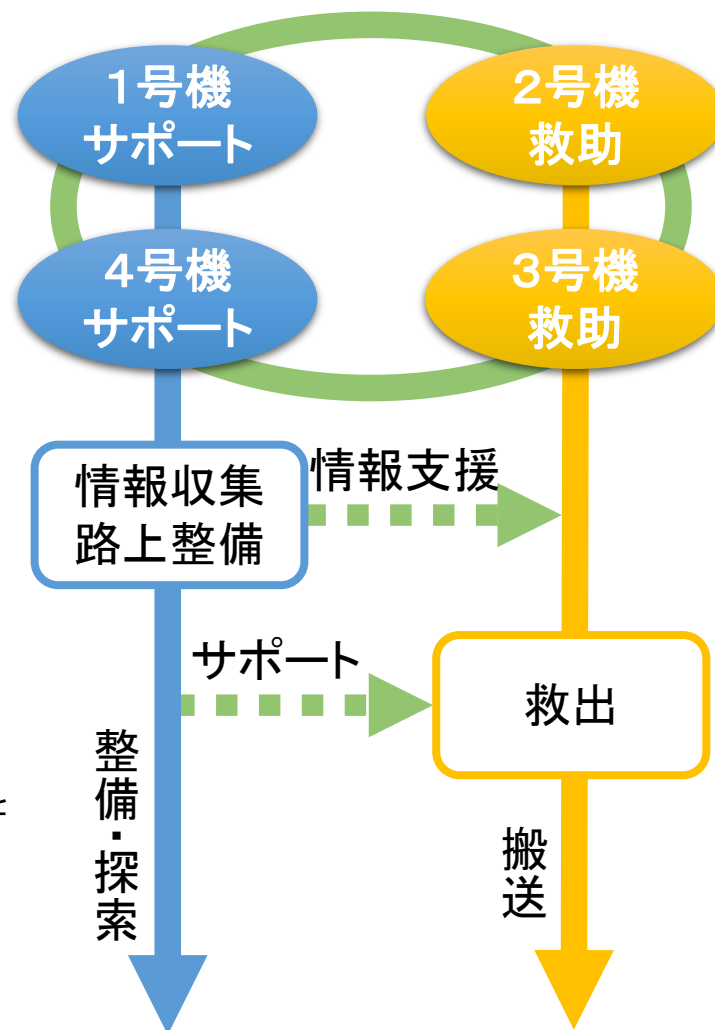 1号機
サポート
2号機
救助
4号機
サポート
3号機
救助
情報収集
路上整備
情報支援
サポート
救出
整備・探索
搬送